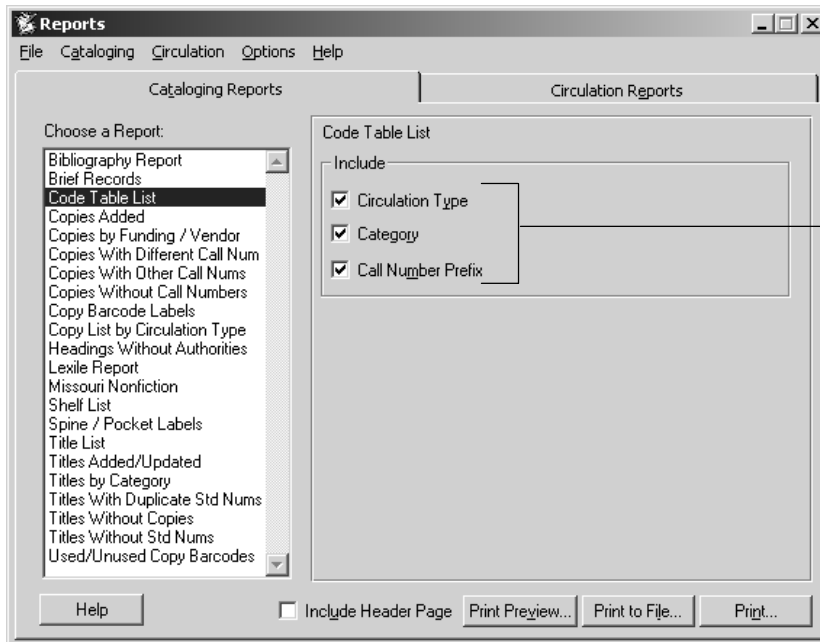 Reports
File Cataloging Circulation Options Help
Cataloging Reports
Circulation Reports
Choose a Report:
Bibliography Report
Brief Records
Code Table List
Copies Added
Copies by Funding / Vendor
Copies With Different Call Num
Copies With Other Call Nums
Copies Without Call Numbers
Copy Barcode Labels
Copy List by Circulation Type
Headings Without Authorities
Lexile Report
Missouri Nonfiction
Shelf List
Spine / Pocket Labels
Title List
Titles Added/Updated
Titles by Category
Titles With Duplicate Std Nums
Titles Without Copies
Titles Without Std Nums
Used/Unused Copy Barcodes
Code Table List
Include
Circulation Type
Category
Call Number Prefix
Help
Include Header Page
Print Preview...
Print to File...
Print...